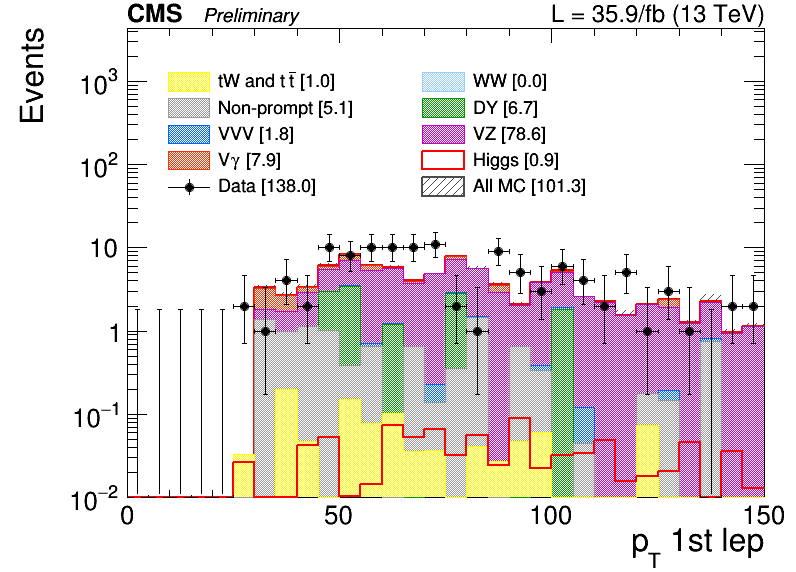 CMS Preliminary L = 35.9/fb (13 TeV)
Events
10³
10²
10
1
10⁻¹
10⁻²
tW and t t̅ [1.0]
WW [0.0]
Non-prompt [5.1]
DY [6.7]
VVV [1.8]
VZ [78.6]
Vγ [7.9]
Higgs [0.9]
Data [138.0]
All MC [101.3]
0 50 100 150
p_T 1st lep